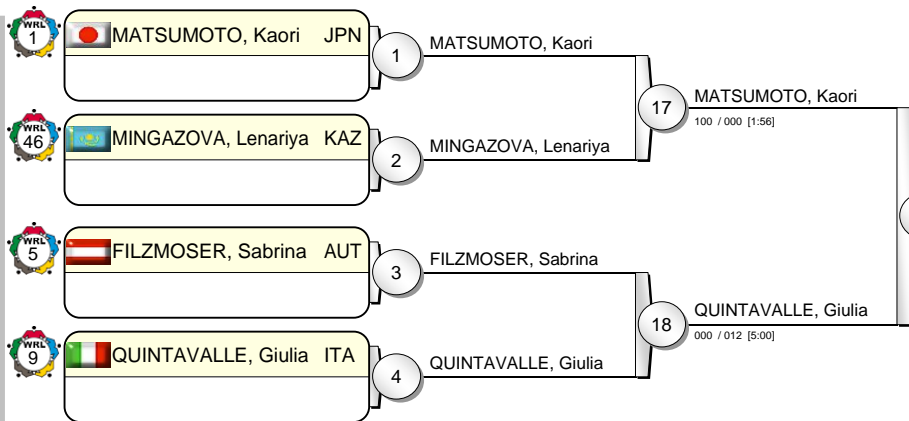 WRL
1
MATSUMOTO, Kaori JPN
1
MATSUMOTO, Kaori
WRL
46
MINGAZOVA, Lenariya KAZ
2
MINGAZOVA, Lenariya
17
MATSUMOTO, Kaori
100 / 000 [1:56]
WRL
5
FILZMOSER, Sabrina AUT
3
FILZMOSER, Sabrina
WRL
9
QUINTAVALLE, Giulia ITA
4
QUINTAVALLE, Giulia
18
QUINTAVALLE, Giulia
000 / 012 [5:00]